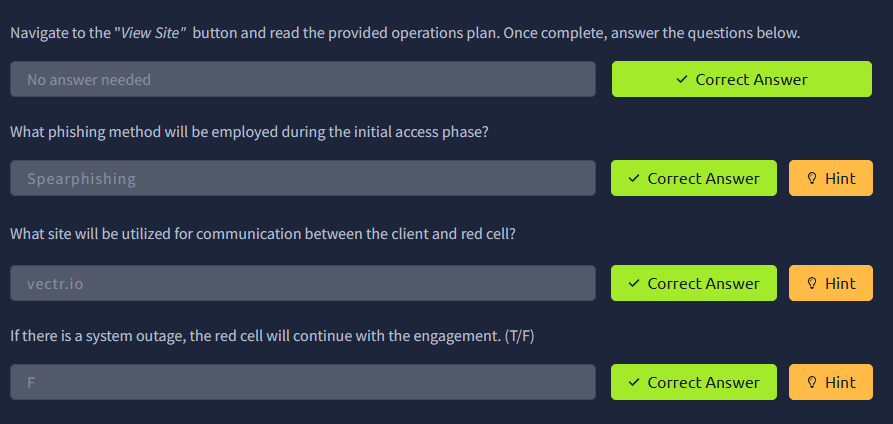 Navigate to the "View Site" button and read the provided operations plan. Once complete, answer the questions below.
No answer needed
Correct Answer
What phishing method will be employed during the initial access phase?
Spearphishing
Correct Answer
Hint
What site will be utilized for communication between the client and red cell?
vectr.io
Correct Answer
Hint
If there is a system outage, the red cell will continue with the engagement. (T/F)
F
Correct Answer
Hint